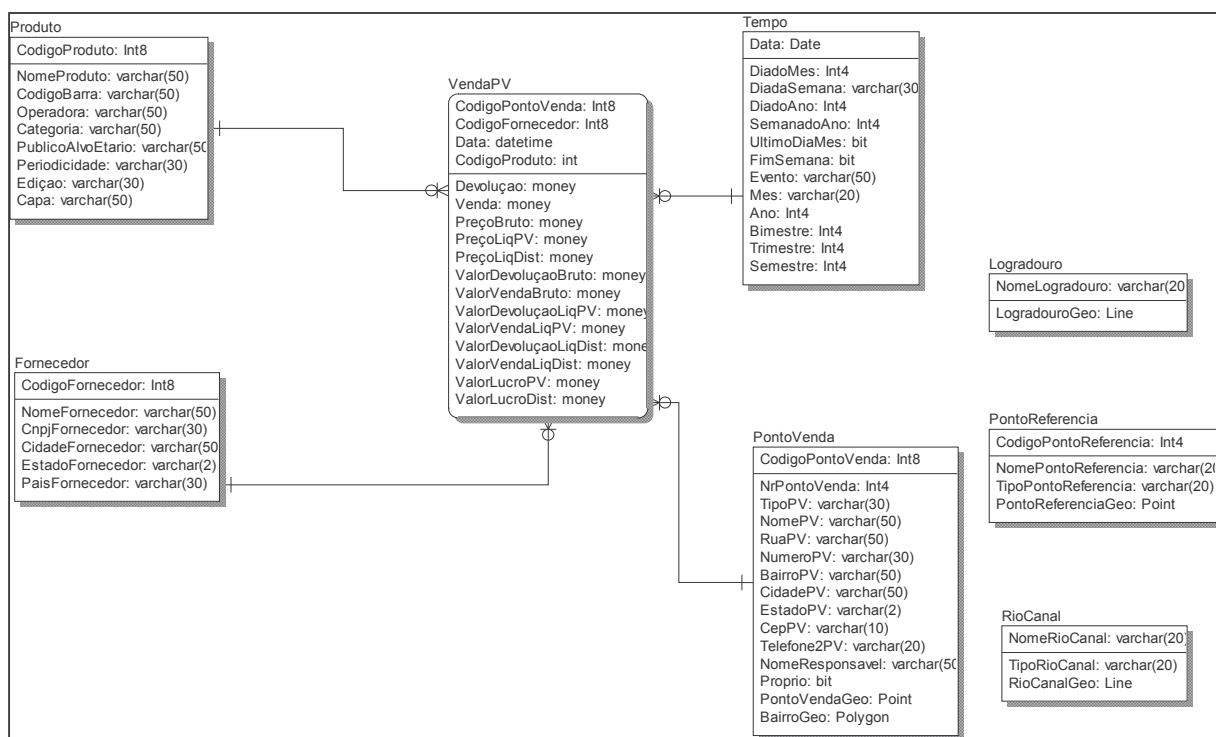 Produto
CodigoProduto: Int8
NomeProduto: varchar(50)
CodigoBarra: varchar(50)
Operadora: varchar(50)
Categoria: varchar(50)
PublicoAlvoEtario: varchar(50
Periodicidade: varchar(30)
Ediçao: varchar(30)
Capa: varchar(50)
VendaPV
CodigoPontoVenda: Int8
CodigoFornecedor: Int8
Data: datetime
CodigoProduto: int
Devoluçao: money
Venda: money
PreçoBruto: money
PreçoLiqPV: money
PreçoLiqDist: money
ValorDevoluçaoBruto: money
ValorVendaBruto: money
ValorDevoluçaoLiqPV: money
ValorVendaLiqPV: money
ValorDevoluçaoLiqDist: mone
ValorVendaLiqDist: money
ValorLucroPV: money
ValorLucroDist: money
Tempo
Data: Date
DiadoMes: Int4
DiadaSemana: varchar(30
DiadoAno: Int4
SemanadoAno: Int4
UltimoDiaMes: bit
FimSemana: bit
Evento: varchar(50)
Mes: varchar(20)
Ano: Int4
Bimestre: Int4
Trimestre: Int4
Semestre: Int4
Logradouro
NomeLogradouro: varchar(20
LogradouroGeo: Line
Fornecedor
CodigoFornecedor: Int8
NomeFornecedor: varchar(50)
CnpjFornecedor: varchar(30)
CidadeFornecedor: varchar(50
EstadoFornecedor: varchar(2)
PaisFornecedor: varchar(30)
PontoVenda
CodigoPontoVenda: Int8
NrPontoVenda: Int4
TipoPV: varchar(30)
NomePV: varchar(50)
RuaPV: varchar(50)
NumeroPV: varchar(30)
BairroPV: varchar(50)
CidadePV: varchar(50)
EstadoPV: varchar(2)
CepPV: varchar(10)
Telefone2PV: varchar(20)
NomeResponsavel: varchar(50
Proprio: bit
PontoVendaGeo: Point
BairroGeo: Polygon
PontoReferencia
CodigoPontoReferencia: Int4
NomePontoReferencia: varchar(20
TipoPontoReferencia: varchar(20)
PontoReferenciaGeo: Point
RioCanal
NomeRioCanal: varchar(20)
TipoRioCanal: varchar(20)
RioCanalGeo: Line